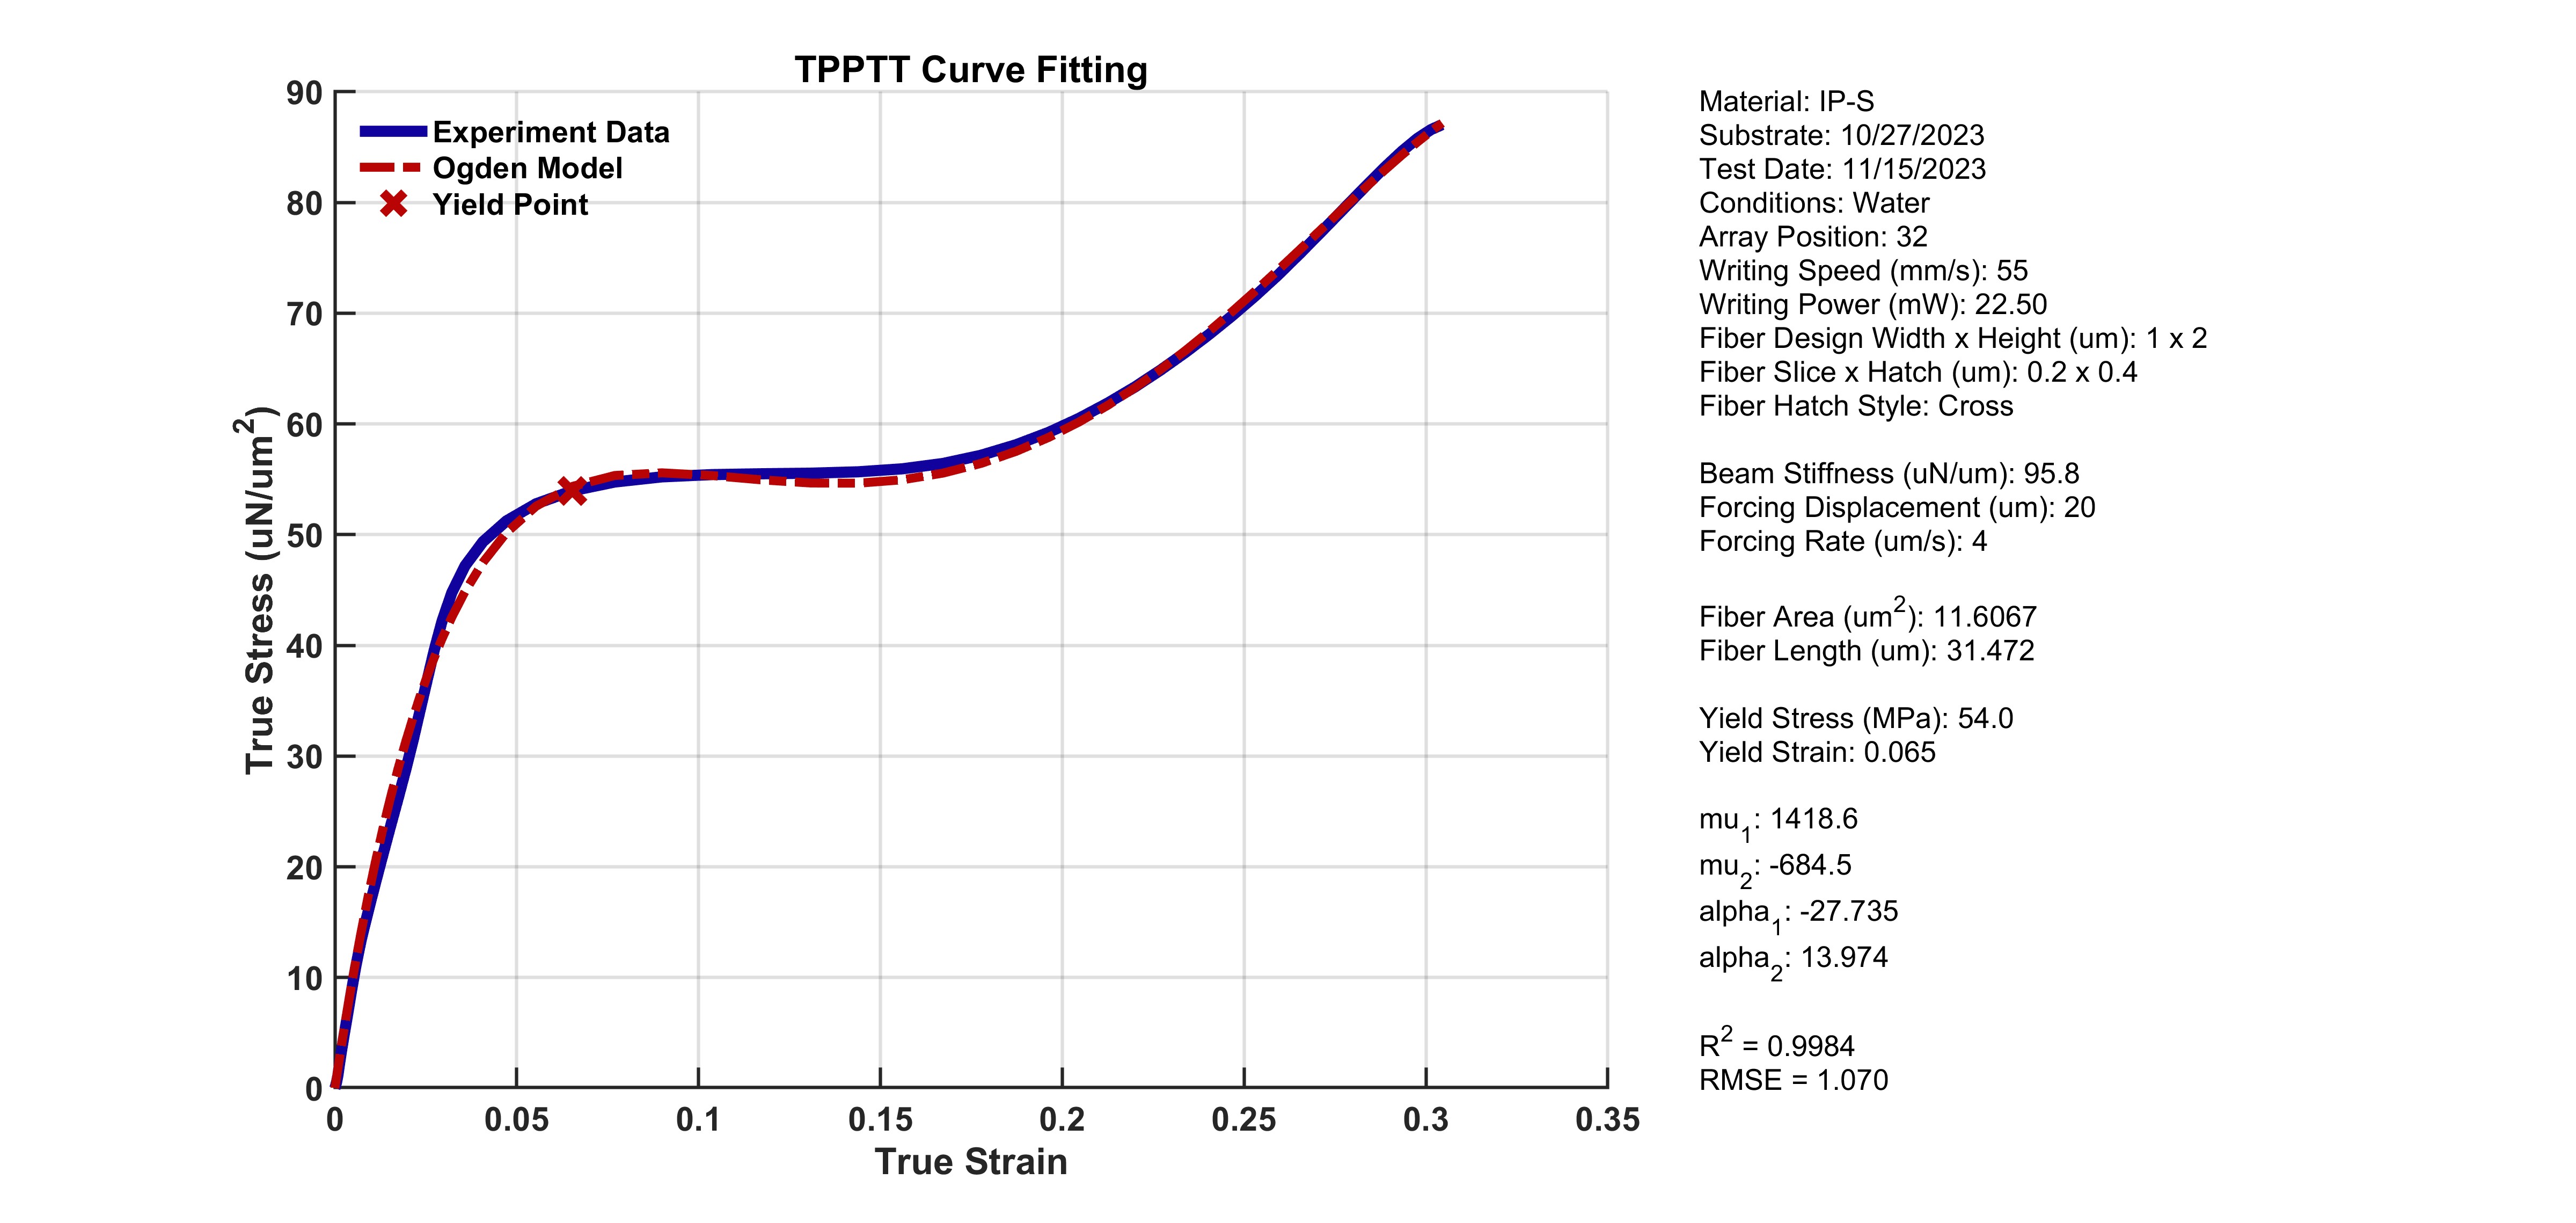 TPPTT Curve Fitting
90
80
70
60
50
40
30
20
10
0
True Stress (uN/um²)
Experiment Data
Ogden Model
Yield Point
0 0.05 0.1 0.15 0.2 0.25 0.3 0.35
True Strain
Material: IP-S
Substrate: 10/27/2023
Test Date: 11/15/2023
Conditions: Water
Array Position: 32
Writing Speed (mm/s): 55
Writing Power (mW): 22.50
Fiber Design Width x Height (um): 1 x 2
Fiber Slice x Hatch (um): 0.2 x 0.4
Fiber Hatch Style: Cross
Beam Stiffness (uN/um): 95.8
Forcing Displacement (um): 20
Forcing Rate (um/s): 4
Fiber Area (um²): 11.6067
Fiber Length (um): 31.472
Yield Stress (MPa): 54.0
Yield Strain: 0.065
mu₁: 1418.6
mu₂: -684.5
alpha₁: -27.735
alpha₂: 13.974
R² = 0.9984
RMSE = 1.070